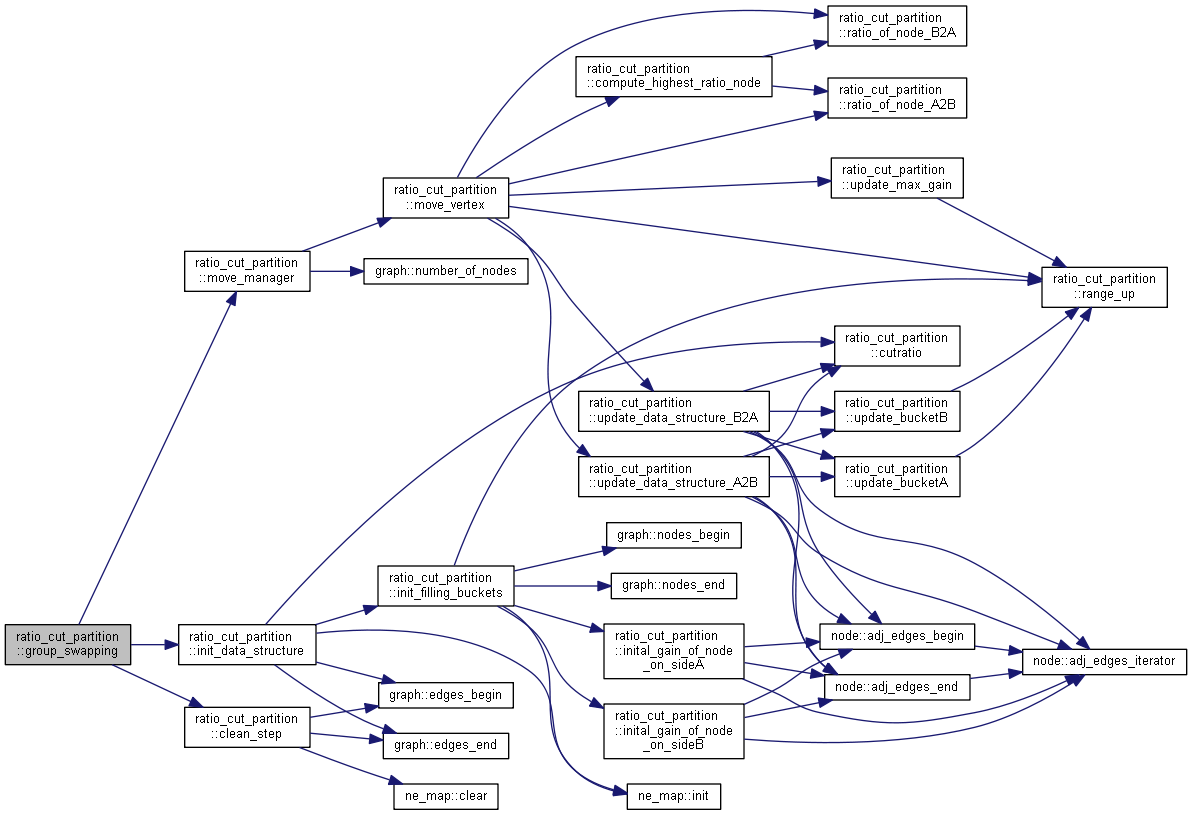 ratio_cut_partition
::group_swapping
ratio_cut_partition
::move_manager
ratio_cut_partition
::init_data_structure
ratio_cut_partition
::clean_step
ratio_cut_partition
::move_vertex
graph::number_of_nodes
ratio_cut_partition
::init_filling_buckets
graph::edges_begin
graph::edges_end
ne_map::clear
ratio_cut_partition
::compute_highest_ratio_node
ratio_cut_partition
::update_data_structure_B2A
ratio_cut_partition
::update_data_structure_A2B
graph::nodes_begin
graph::nodes_end
ratio_cut_partition
::inital_gain_of_node
_on_sideA
ratio_cut_partition
::inital_gain_of_node
_on_sideB
ne_map::init
ratio_cut_partition
::ratio_of_node_B2A
ratio_cut_partition
::ratio_of_node_A2B
ratio_cut_partition
::update_max_gain
ratio_cut_partition
::cutratio
ratio_cut_partition
::update_bucketB
ratio_cut_partition
::update_bucketA
node::adj_edges_begin
node::adj_edges_end
ratio_cut_partition
::range_up
node::adj_edges_iterator